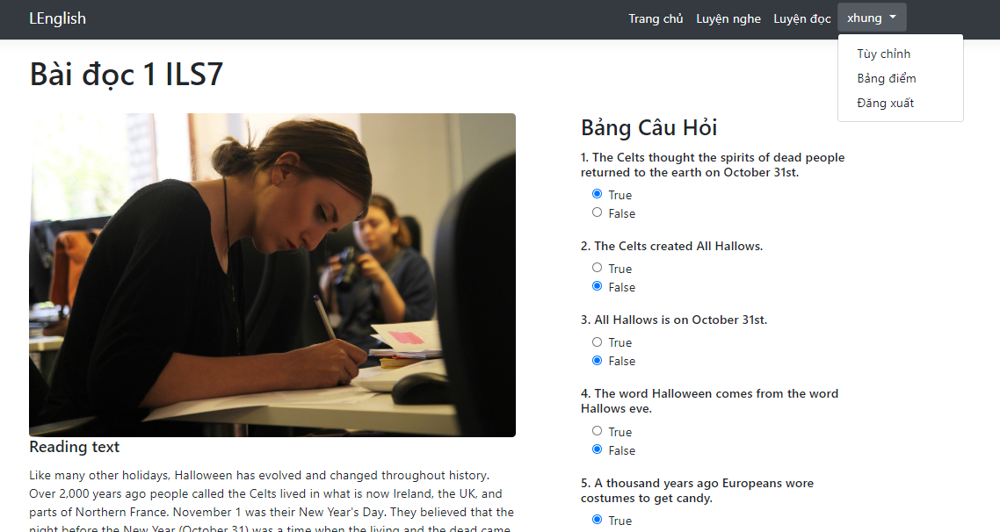 LEnglish
Trang chủ Luyện nghe Luyện đọc xhung
Tùy chỉnh
Bảng điểm
Đăng xuất
Bài đọc 1 ILS7
Reading text
Like many other holidays, Halloween has evolved and changed throughout history.
Over 2,000 years ago people called the Celts lived in what is now Ireland, the UK, and
parts of Northern France. November 1 was their New Year's Day. They believed that the
night before the New Year (October 31) was a time when the living and the dead came
Bảng Câu Hỏi
1. The Celts thought the spirits of dead people
returned to the earth on October 31st.
True
False
2. The Celts created All Hallows.
True
False
3. All Hallows is on October 31st.
True
False
4. The word Halloween comes from the word
Hallows eve.
True
False
5. A thousand years ago Europeans wore
costumes to get candy.
True